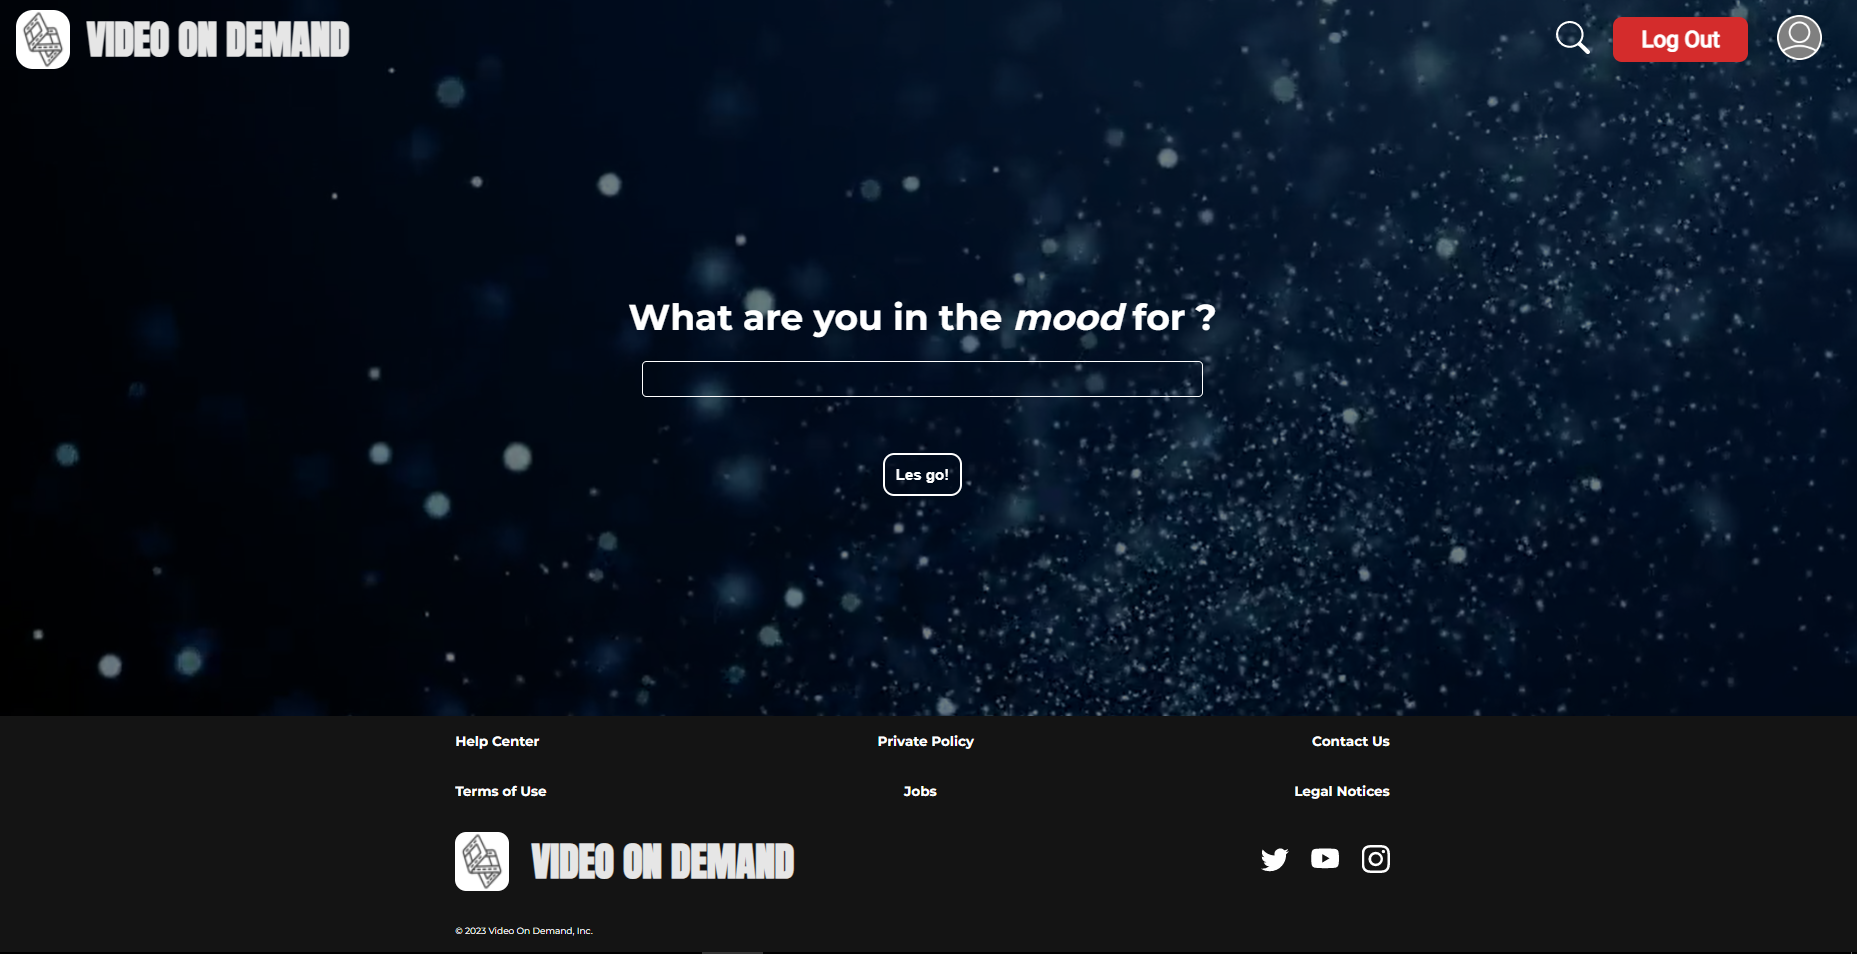 VIDEO ON DEMAND
Log Out
What are you in the mood for ?
Les go!
Help Center
Private Policy
Contact Us
Terms of Use
Jobs
Legal Notices
VIDEO ON DEMAND
© 2023 Video On Demand, Inc.